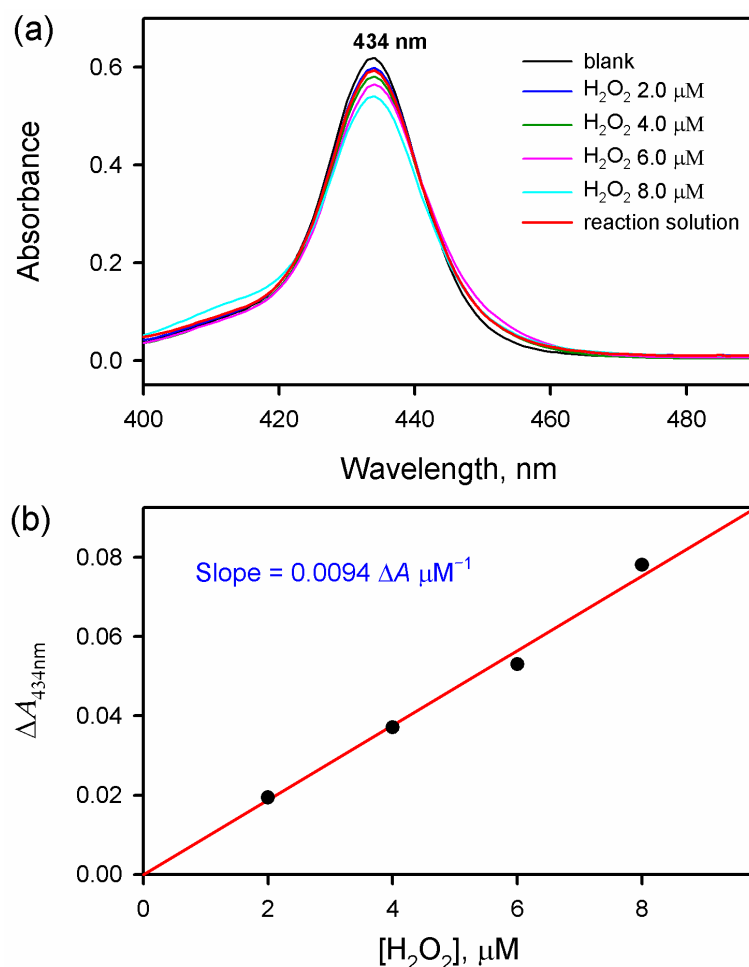 (a)
434 nm
blank
H₂O₂ 2.0 μM
H₂O₂ 4.0 μM
H₂O₂ 6.0 μM
H₂O₂ 8.0 μM
reaction solution
Absorbance
0.6
0.4
0.2
0.0
400
420
440
460
480
Wavelength, nm
(b)
Slope = 0.0094 ΔA μM⁻¹
ΔA₄₃₄ₙₘ
0.08
0.06
0.04
0.02
0.00
0
2
4
6
8
[H₂O₂], μM